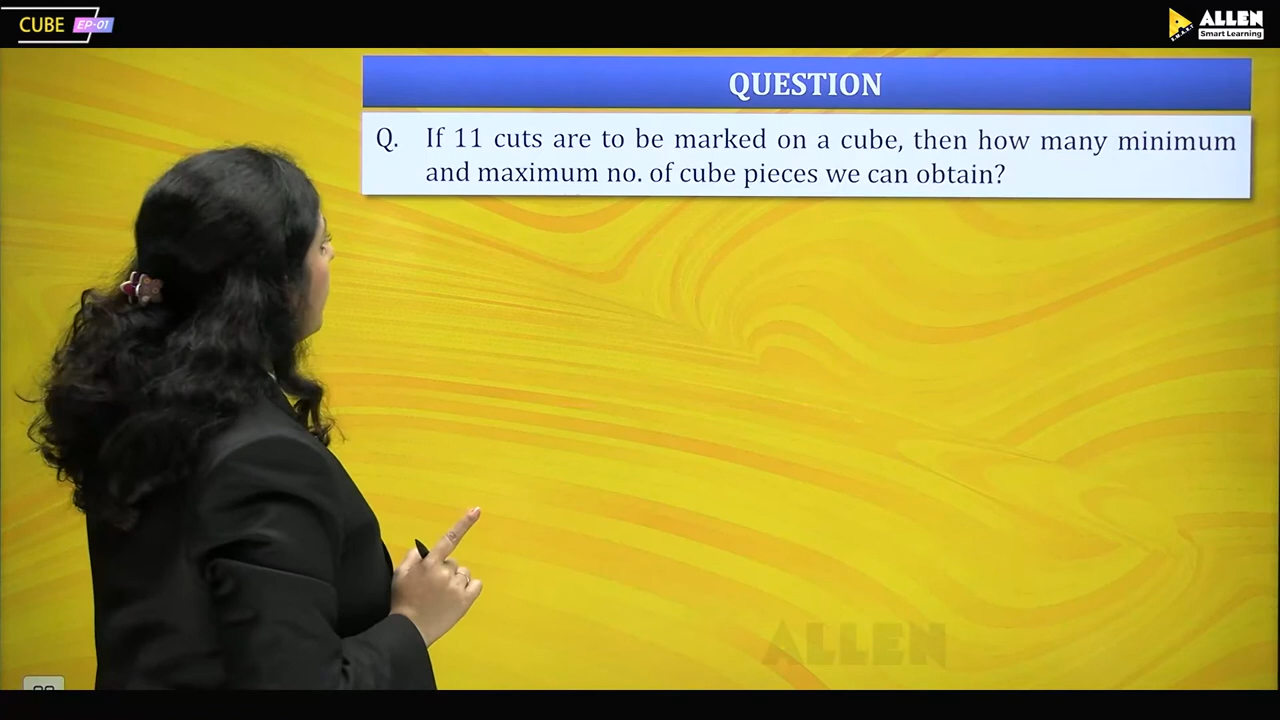 CUBE EP-01
ALLEN
Smart Learning
QUESTION
Q. If 11 cuts are to be marked on a cube, then how many minimum
and maximum no. of cube pieces we can obtain?
ALLEN